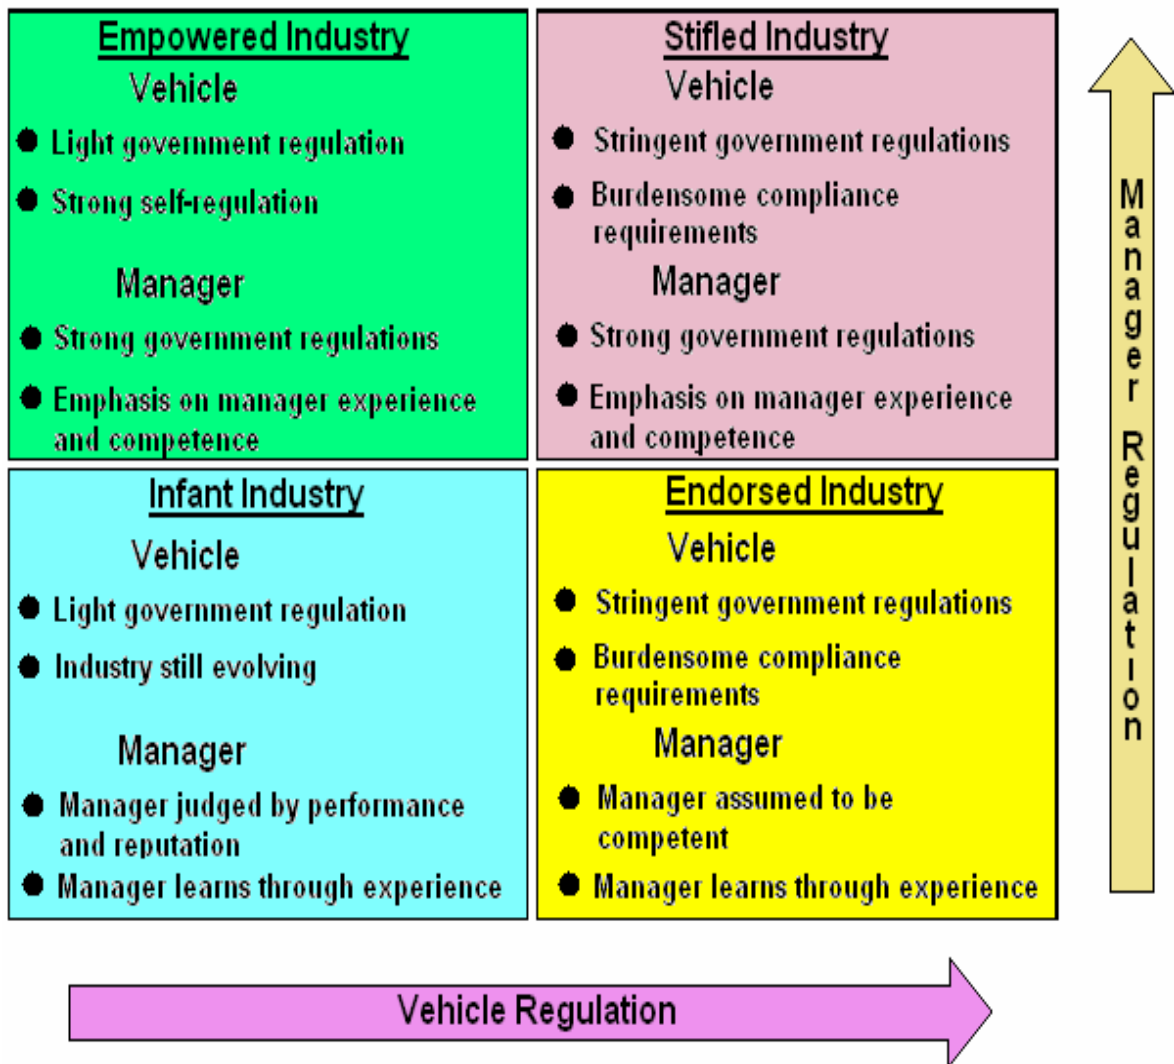 Empowered Industry
Vehicle
Light government regulation
Strong self-regulation
Manager
Strong government regulations
Emphasis on manager experience
and competence
Stifled Industry
Vehicle
Stringent government regulations
Burdensome compliance
requirements
Manager
Strong government regulations
Emphasis on manager experience
and competence
Infant Industry
Vehicle
Light government regulation
Industry still evolving
Manager
Manager judged by performance
and reputation
Manager learns through experience
Endorsed Industry
Vehicle
Stringent government regulations
Burdensome compliance
requirements
Manager
Manager assumed to be
competent
Manager learns through experience
Manager Regulation
Vehicle Regulation